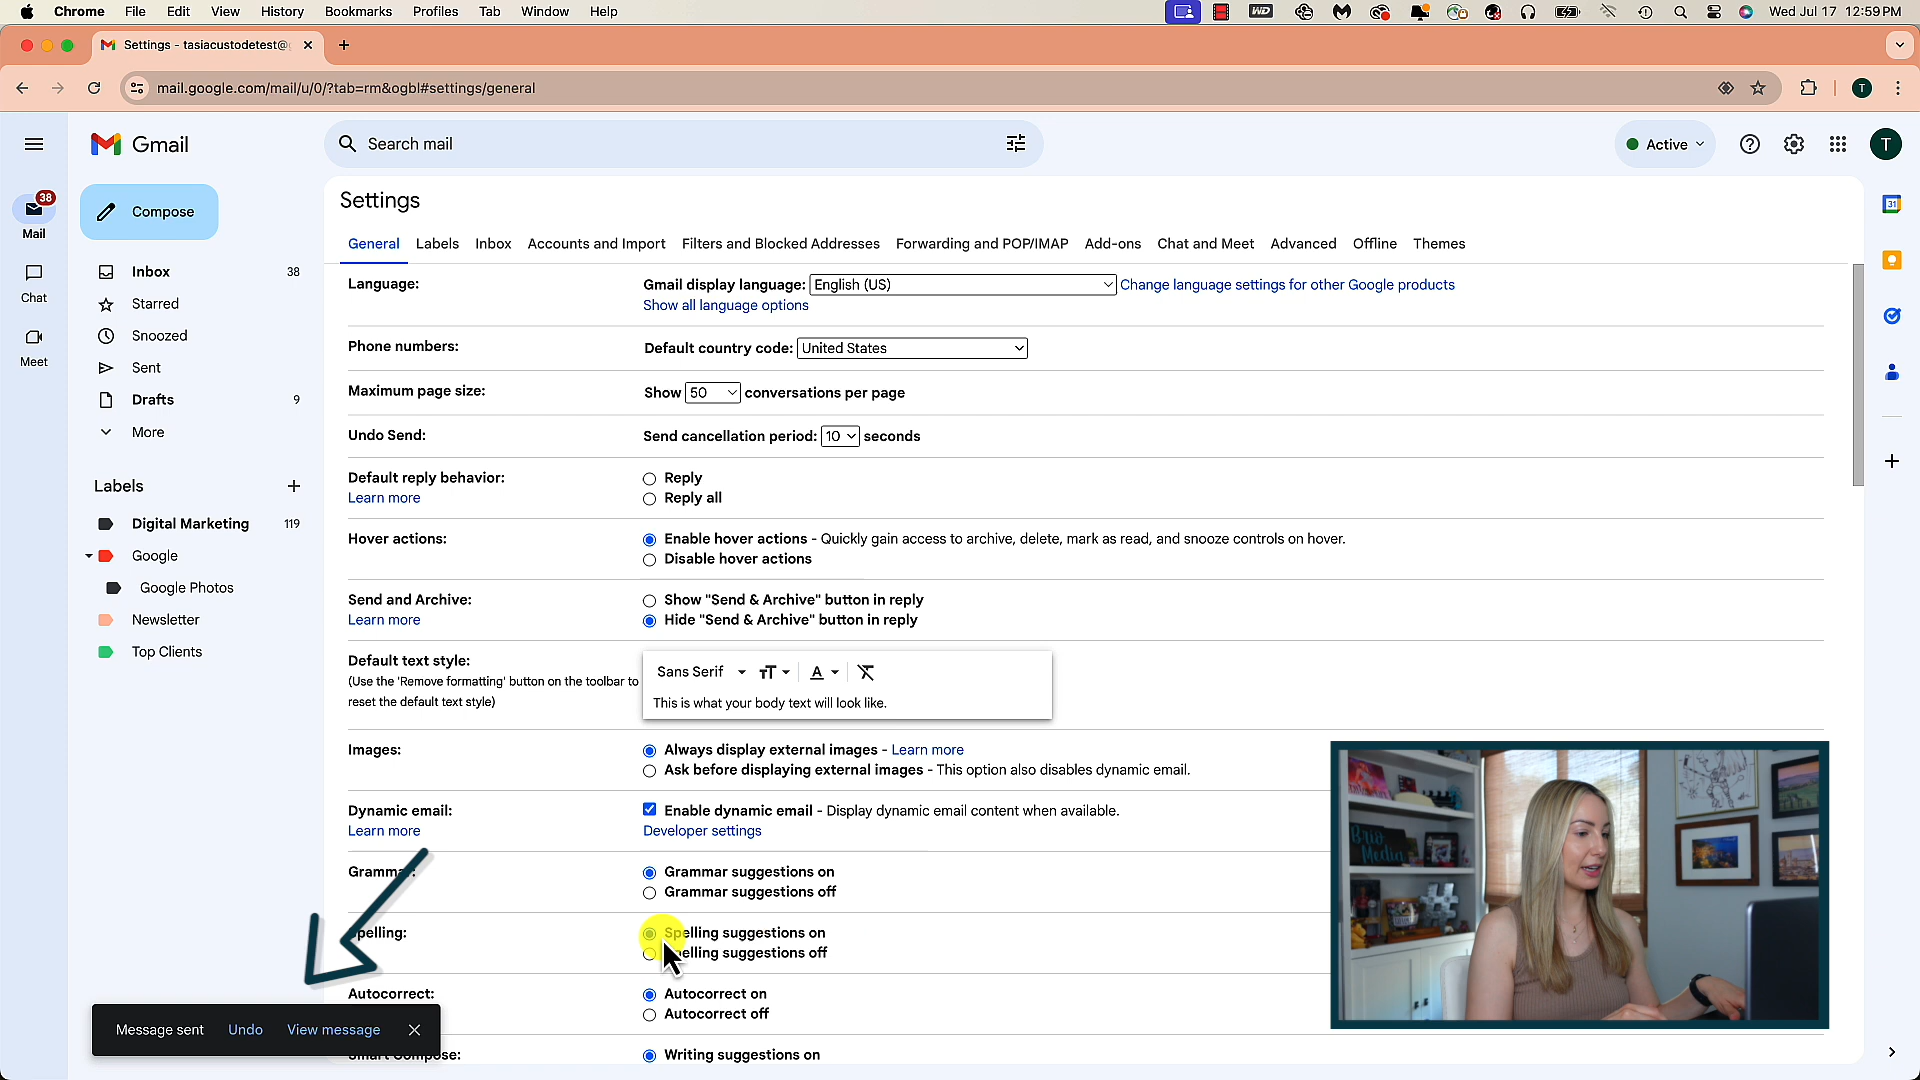 Chrome File Edit View History Bookmarks Profiles Tab Window Help
Wed Jul 17 12:59 PM
Settings - tasiacustodetest@
mail.google.com/mail/u/0/?tab=rm&ogbl#settings/general
T
Gmail
Search mail
Active
T
38
Mail
Chat
Meet
Compose
Inbox 38
Starred
Snoozed
Sent
Drafts 9
More
Labels
Digital Marketing 119
Google
Google Photos
Newsletter
Top Clients
Settings
General Labels Inbox Accounts and Import Filters and Blocked Addresses Forwarding and POP/IMAP Add-ons Chat and Meet Advanced Offline Themes
Language: Gmail display language: English (US) Change language settings for other Google products
Show all language options
Phone numbers: Default country code: United States
Maximum page size: Show 50 conversations per page
Undo Send: Send cancellation period: 10 seconds
Default reply behavior: Reply
Learn more Reply all
Hover actions: Enable hover actions - Quickly gain access to archive, delete, mark as read, and snooze controls on hover.
Disable hover actions
Send and Archive: Show "Send & Archive" button in reply
Learn more Hide "Send & Archive" button in reply
Default text style:
(Use the 'Remove formatting' button on the toolbar to
reset the default text style)
Sans Serif
This is what your body text will look like.
Images: Always display external images - Learn more
Ask before displaying external images - This option also disables dynamic email.
Dynamic email: Enable dynamic email - Display dynamic email content when available.
Learn more Developer settings
Grammar: Grammar suggestions on
Grammar suggestions off
Spelling: Spelling suggestions on
Spelling suggestions off
Autocorrect: Autocorrect on
Autocorrect off
Smart Compose: Writing suggestions on
Message sent Undo View message
31
WD
Brio
Media